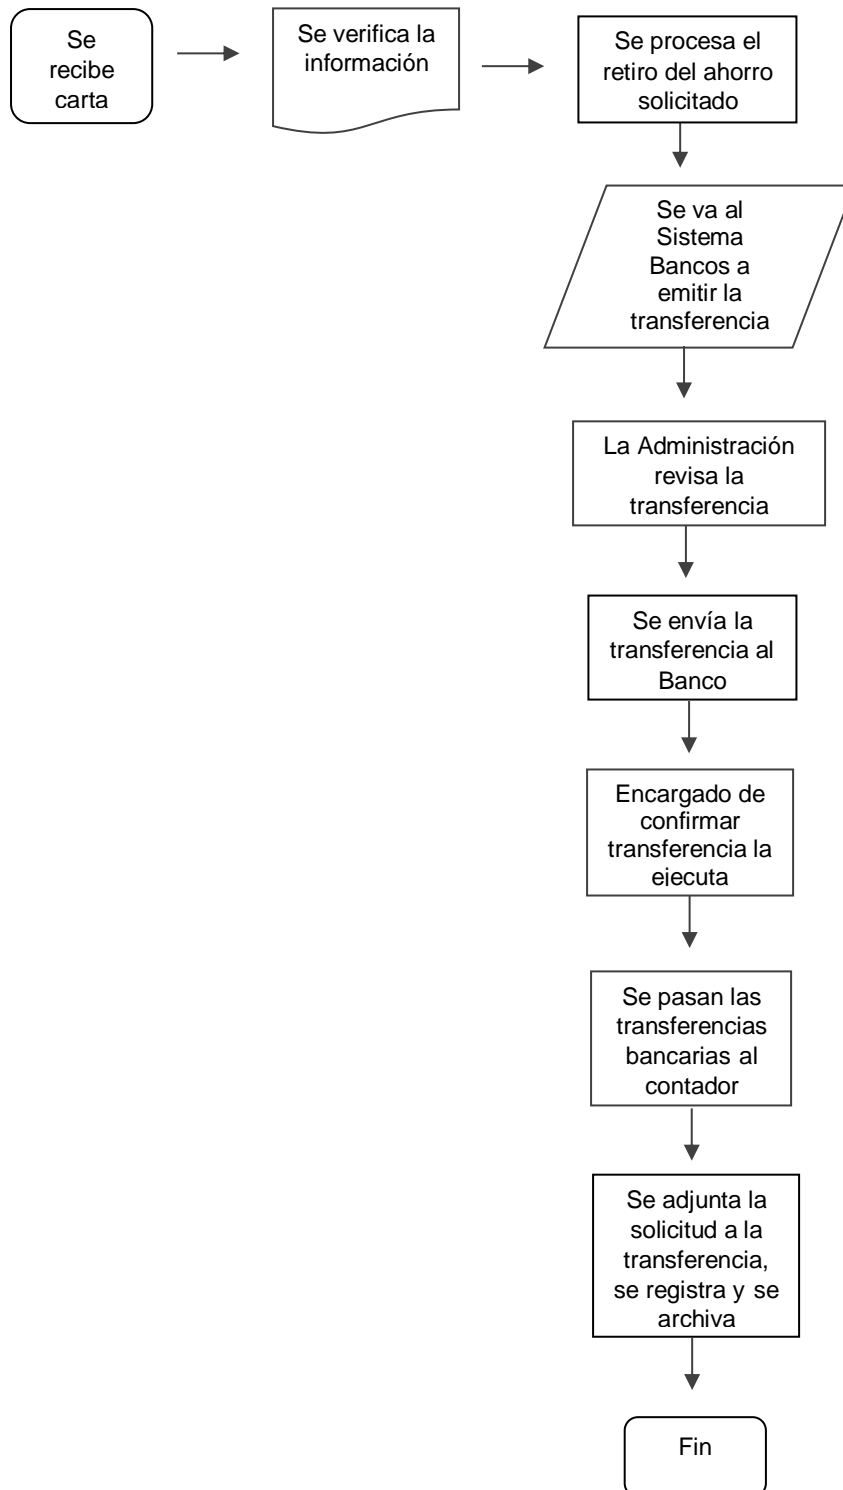 Se
recibe
carta
Se verifica la
información
Se procesa el
retiro del ahorro
solicitado
Se va al
Sistema
Bancos a
emitir la
transferencia
La Administración
revisa la
transferencia
Se envía la
transferencia al
Banco
Encargado de
confirmar
transferencia la
ejecuta
Se pasan las
transferencias
bancarias al
contador
Se adjunta la
solicitud a la
transferencia,
se registra y se
archiva
Fin